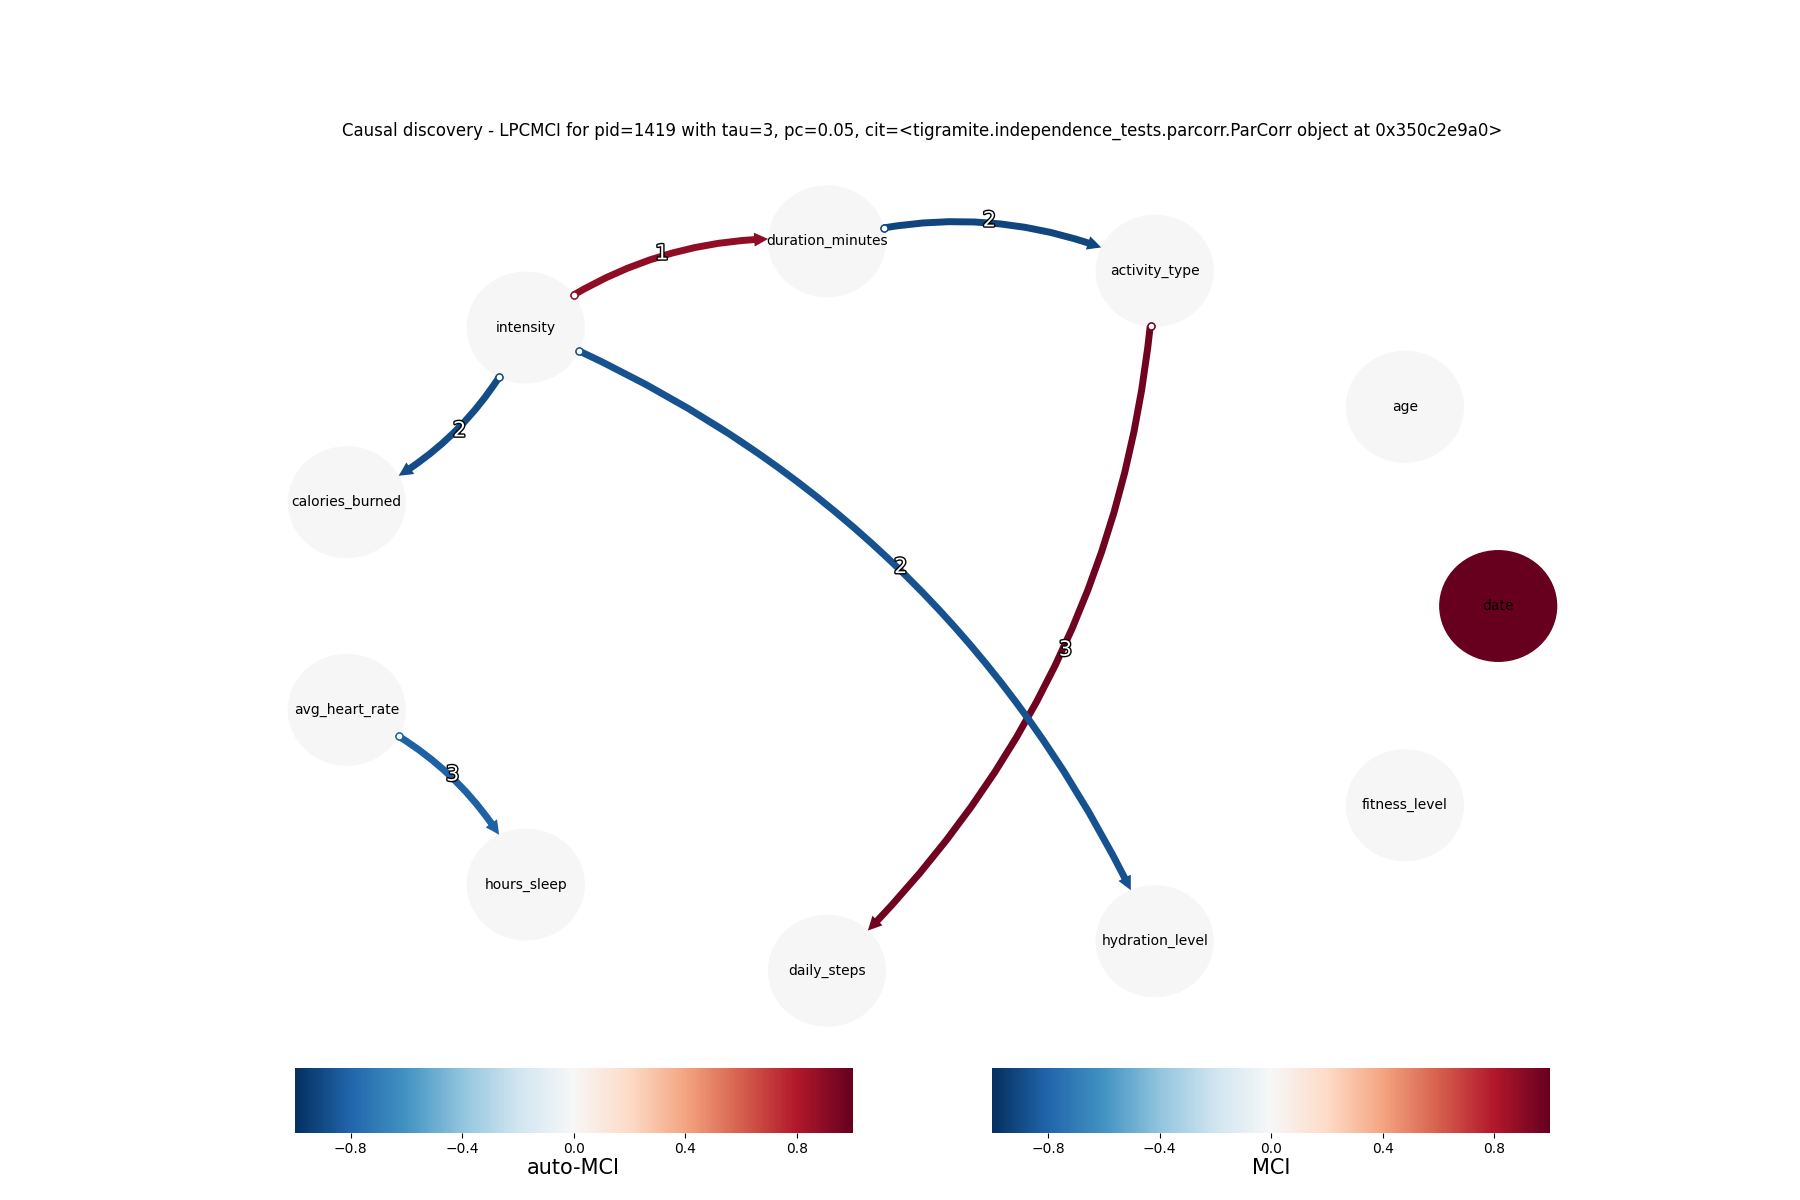 Causal discovery - LPCMCI for pid=1419 with tau=3, pc=0.05, cit=<tigramite.independence_tests.parcorr.ParCorr object at 0x350c2e9a0>
duration_minutes
2
activity_type
1
intensity
age
2
calories_burned
2
date
3
avg_heart_rate
3
fitness_level
hours_sleep
hydration_level
daily_steps
−0.8 −0.4 0.0 0.4 0.8
auto-MCI
−0.8 −0.4 0.0 0.4 0.8
MCI